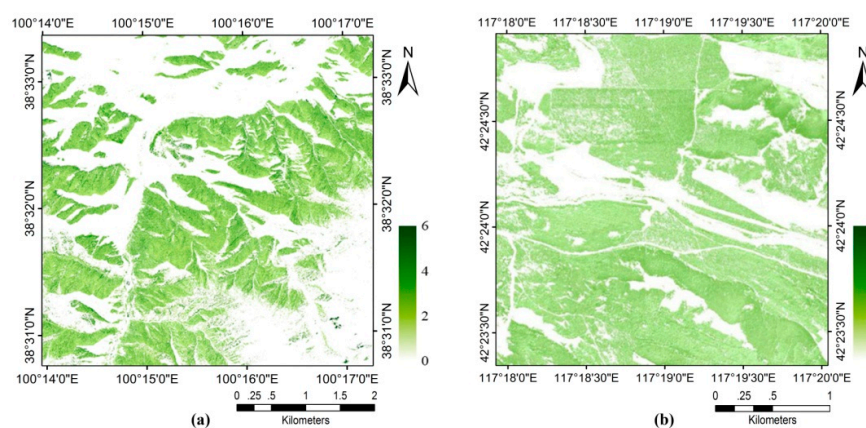 100°14'0"E 100°15'0"E 100°16'0"E 100°17'0"E
38°33'0"N 38°32'0"N 38°31'0"N
N
38°33'0"N 38°32'0"N 38°31'0"N
6
4
2
0
100°14'0"E 100°15'0"E 100°16'0"E 100°17'0"E
0 .25 .5 1 1.5 2
Kilometers
(a)
117°18'0"E 117°18'30"E 117°19'0"E 117°19'30"E 117°20'0"E
42°24'30"N 42°24'0"N 42°23'30"N
N
42°24'30"N 42°24'0"N 42°23'30"N
117°18'0"E 117°18'30"E 117°19'0"E 117°19'30"E 117°20'0"E
0 .25 .5 1
Kilometers
(b)